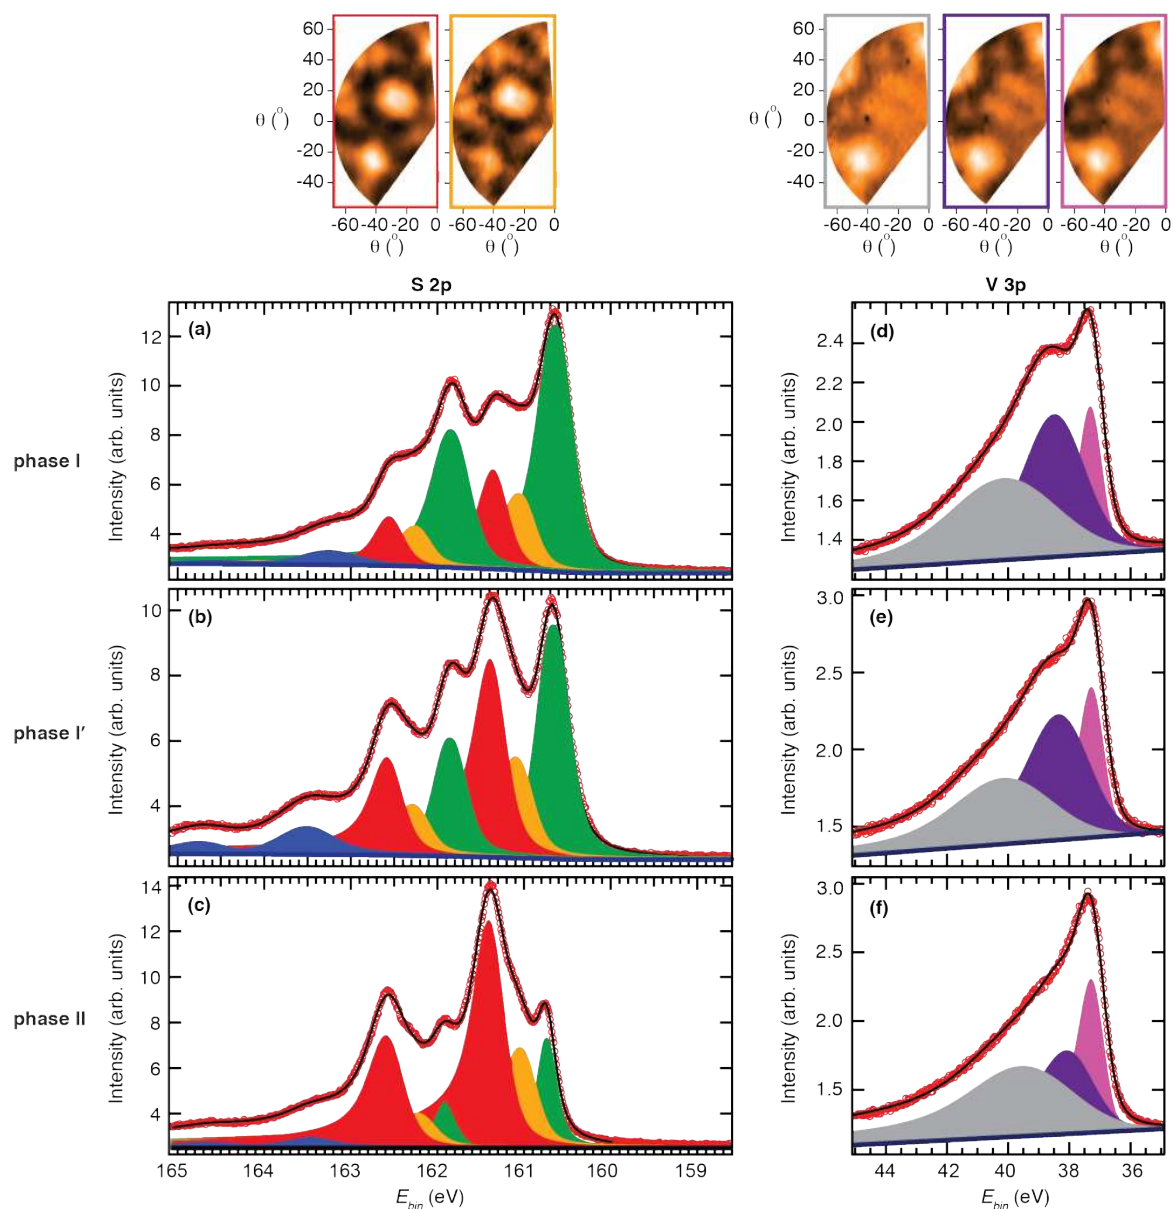 60
40
20
0
-20
-40
θ (°)
-60 -40 -20 0
θ (°)
-60 -40 -20 0
θ (°)
60
40
20
0
-20
-40
θ (°)
-60 -40 -20 0
θ (°)
-60 -40 -20 0
θ (°)
-60 -40 -20 0
θ (°)
S 2p
V 3p
phase I
(a)
Intensity (arb. units)
12
10
8
6
4
(d)
Intensity (arb. units)
2.4
2.2
2.0
1.8
1.6
1.4
phase I′
(b)
Intensity (arb. units)
10
8
6
4
(e)
Intensity (arb. units)
3.0
2.5
2.0
1.5
phase II
(c)
Intensity (arb. units)
14
12
10
8
6
4
165 164 163 162 161 160 159
E_bin (eV)
(f)
Intensity (arb. units)
3.0
2.5
2.0
1.5
44 42 40 38 36
E_bin (eV)